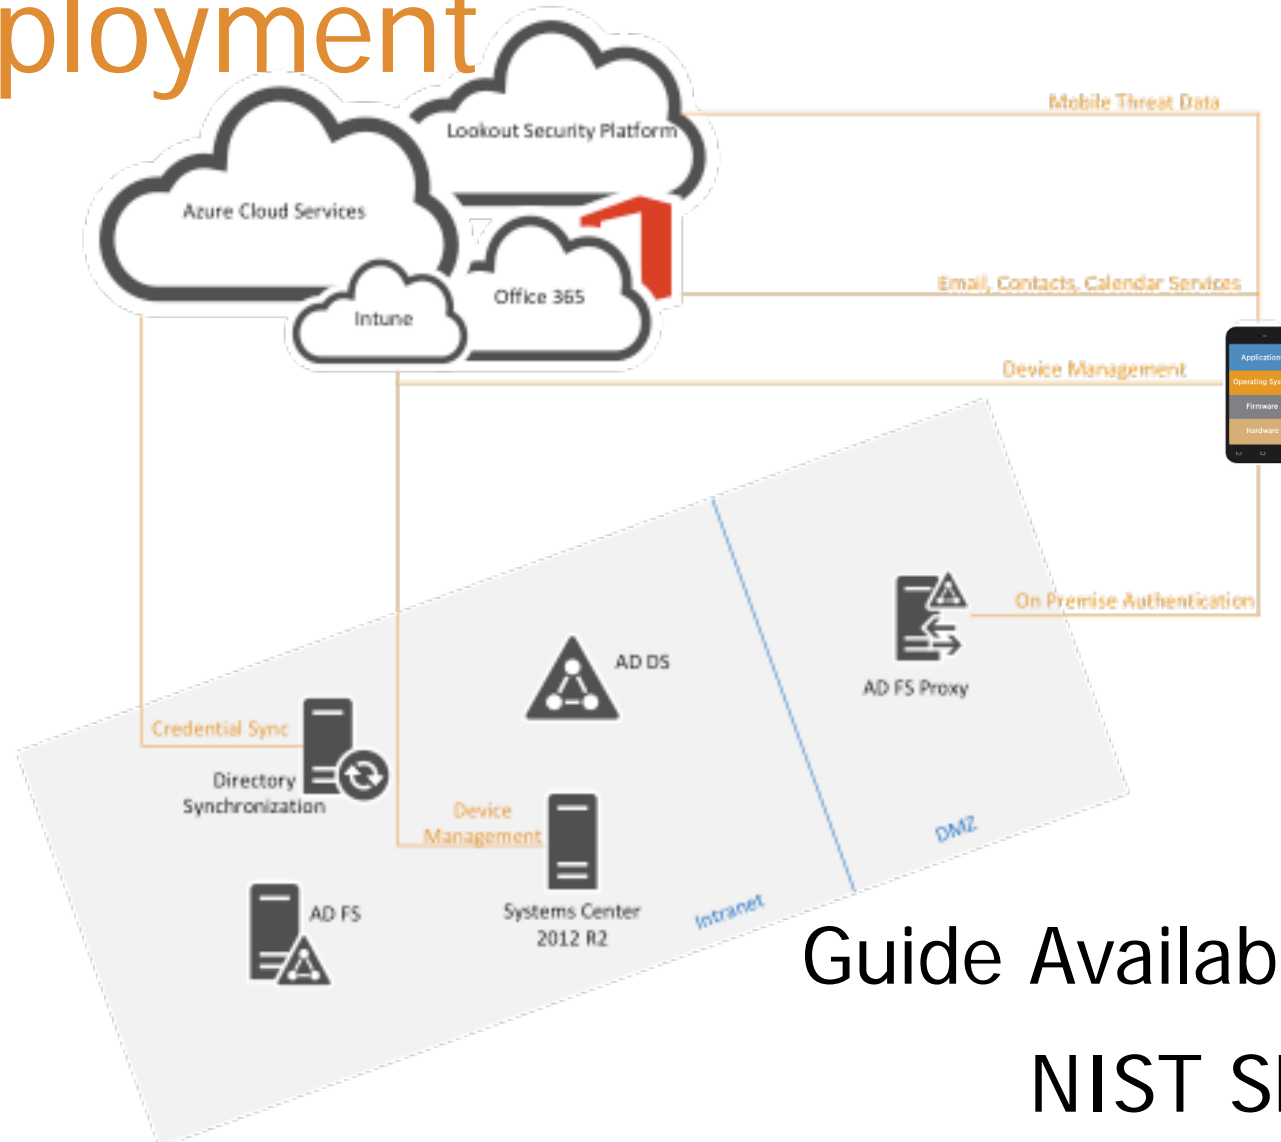 ployment
Lookout Security Platform
Mobile Threat Data
Azure Cloud Services
Email, Contacts, Calendar Services
Office 365
Intune
Device Management
Application
Operating Sys
Firmware
Hardware
On Premise Authentication
AD DS
AD FS Proxy
Credential Sync
Directory
Synchronization
Device
Management
DMZ
AD FS
Systems Center
2012 R2
Intranet
Guide Availab
NIST S